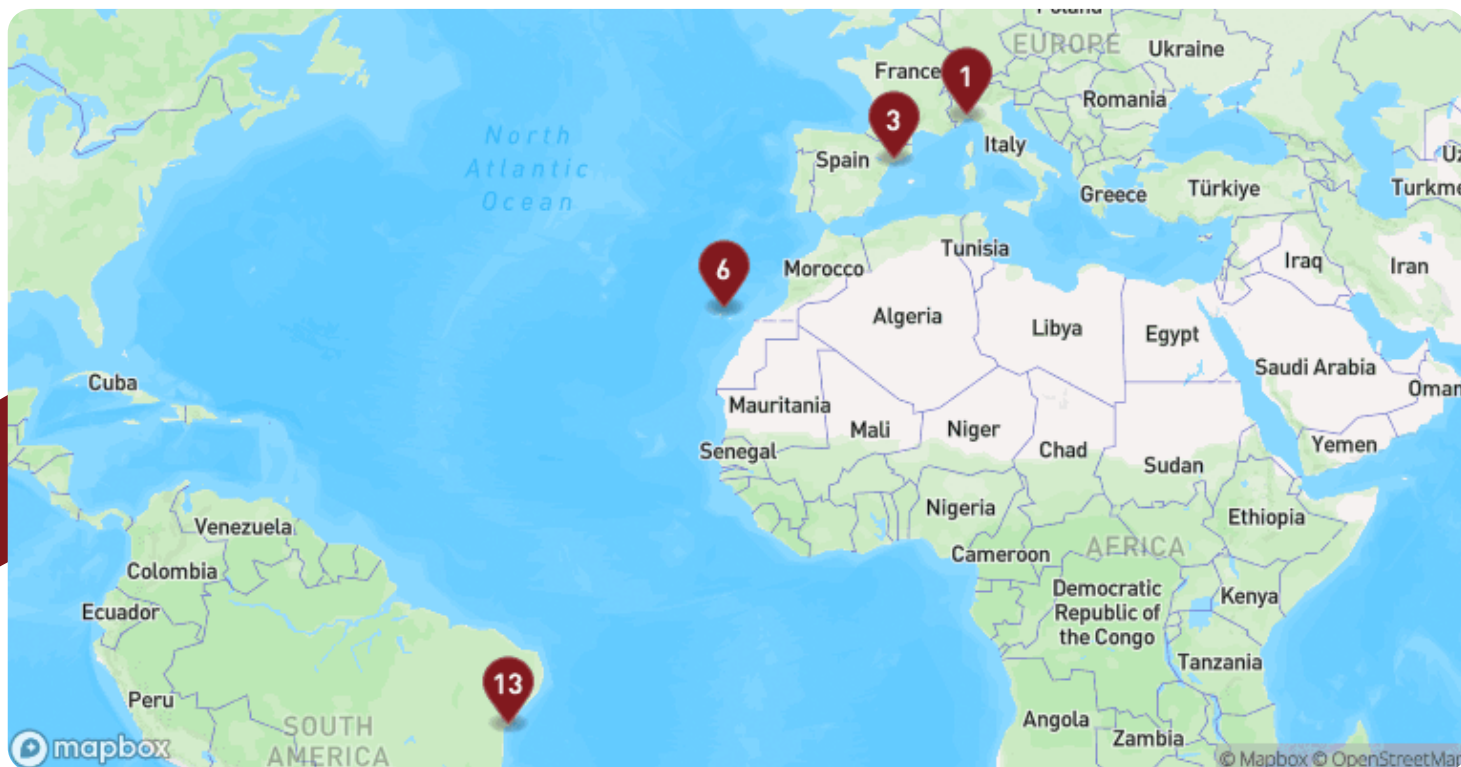 Poland
EUROPE
Ukraine
France
1
Romania
3
North
Atlantic
Ocean
Spain
Italy
Greece
Türkiye
Turkme
Uz
Tunisia
6
Morocco
Iraq
Iran
Algeria
Libya
Egypt
Saudi Arabia
Oman
Cuba
Mauritania
Mali
Niger
Chad
Senegal
Sudan
Yemen
Nigeria
Ethiopia
Venezuela
Cameroon
AFRICA
Colombia
Democratic
Republic of
the Congo
Kenya
Ecuador
Tanzania
13
Peru
SOUTH
AMERICA
Angola
Zambia
mapbox
© Mapbox © OpenStreetMap